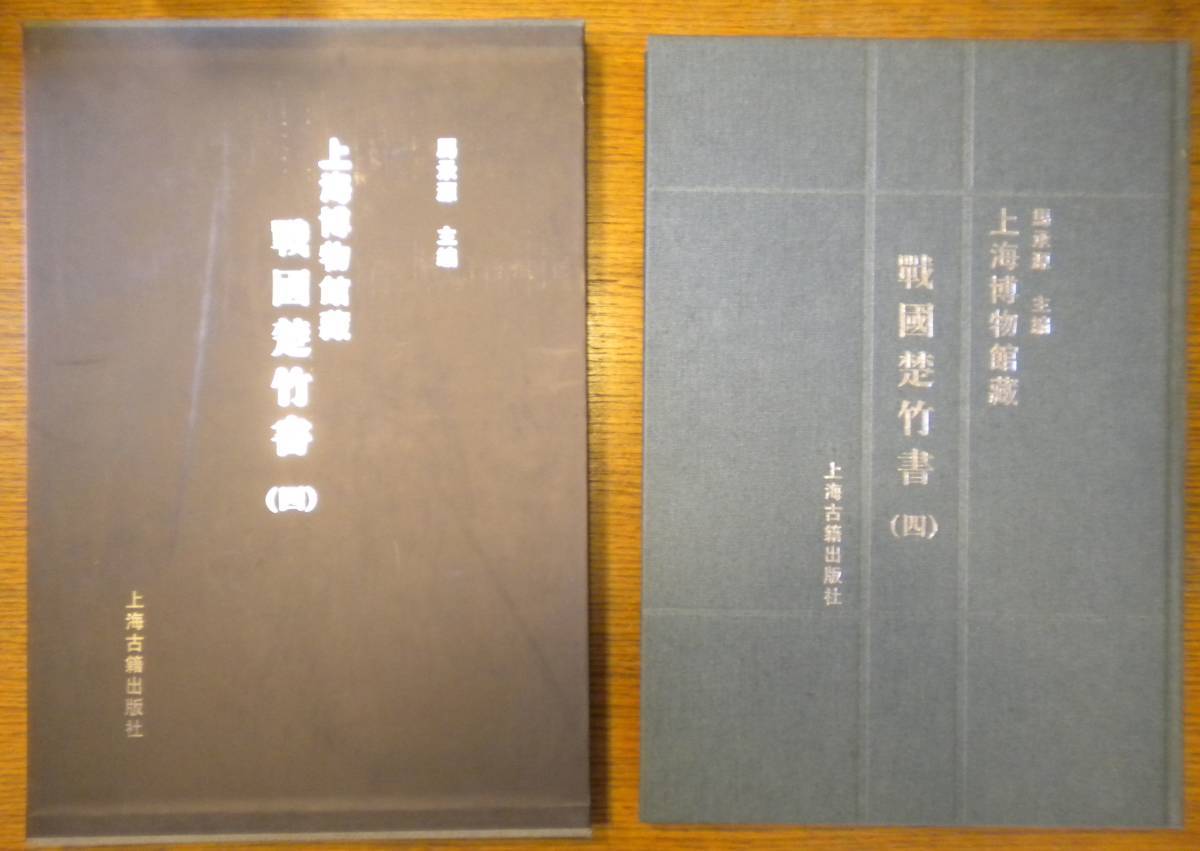 馬承源 主編
上海博物館藏
戰國楚竹書
(四)
上海古籍出版社
馬承源 主編
上海博物館藏
戰國楚竹書
(四)
上海古籍出版社